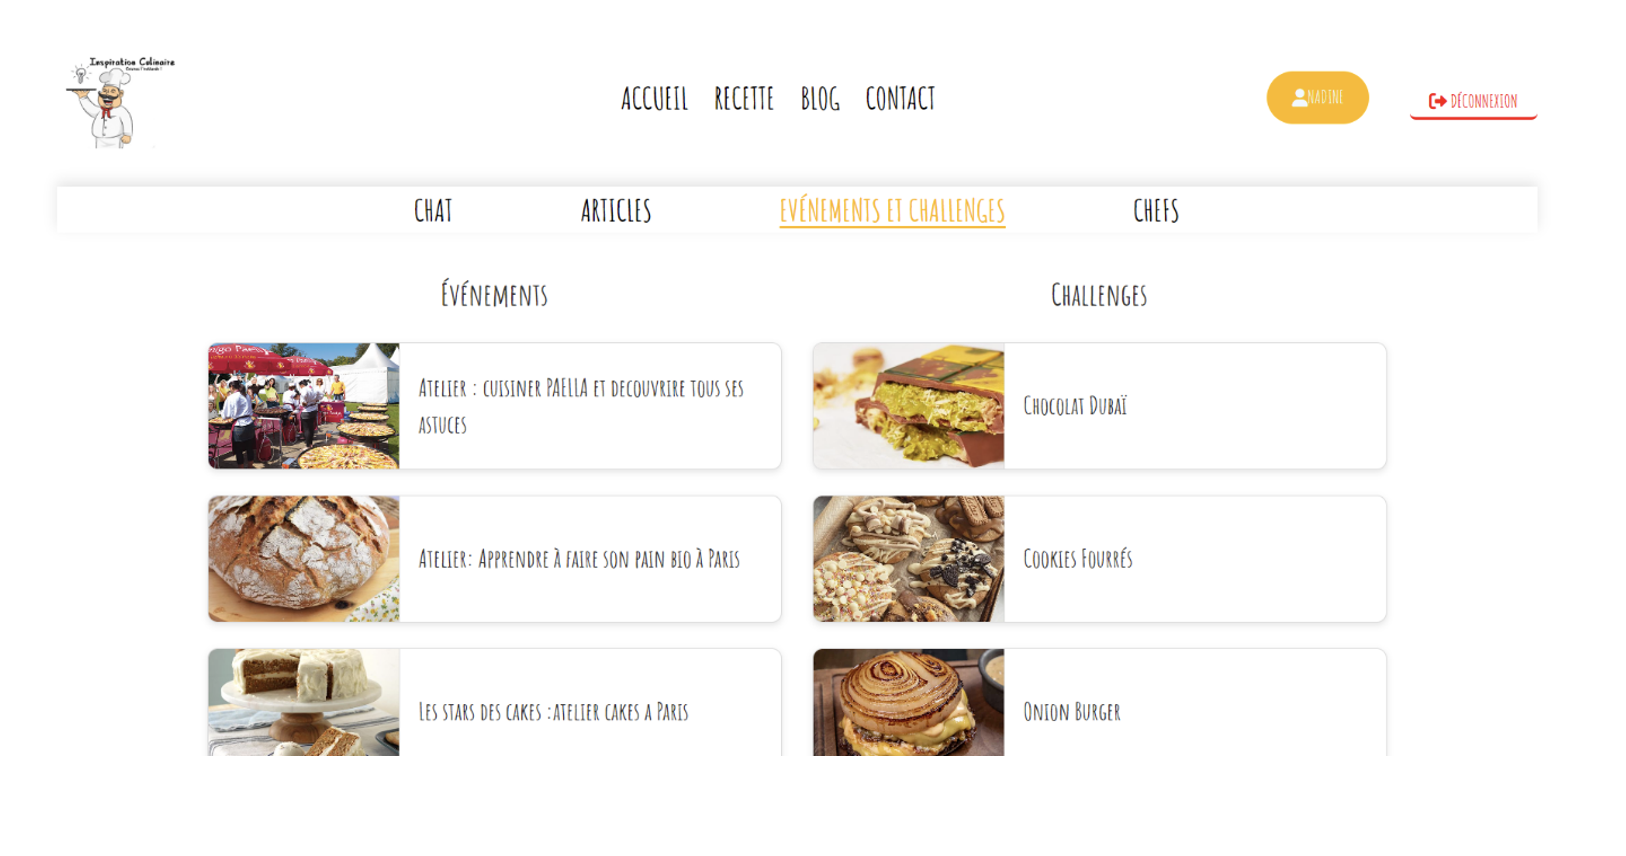 Inspiration Culinaire
ACCUEIL RECETTE BLOG CONTACT
NADINE
DÉCONNEXION
CHAT ARTICLES EVÉNEMENTS ET CHALLENGES CHEFS
Événements
Challenges
Atelier : cuisiner PAELLA et decouvrire tous ses
astuces
Chocolat Dubaï
Atelier: Apprendre à faire son pain bio à Paris
Cookies Fourrés
Les stars des cakes :atelier cakes a Paris
Onion Burger